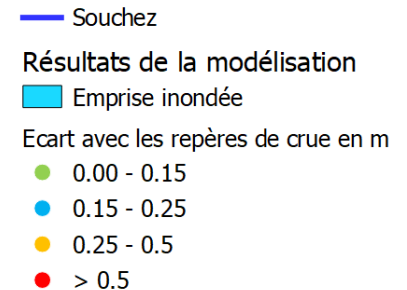 Souchez
Résultats de la modélisation
Emprise inondée
Ecart avec les repères de crue en m
0.00 - 0.15
0.15 - 0.25
0.25 - 0.5
> 0.5